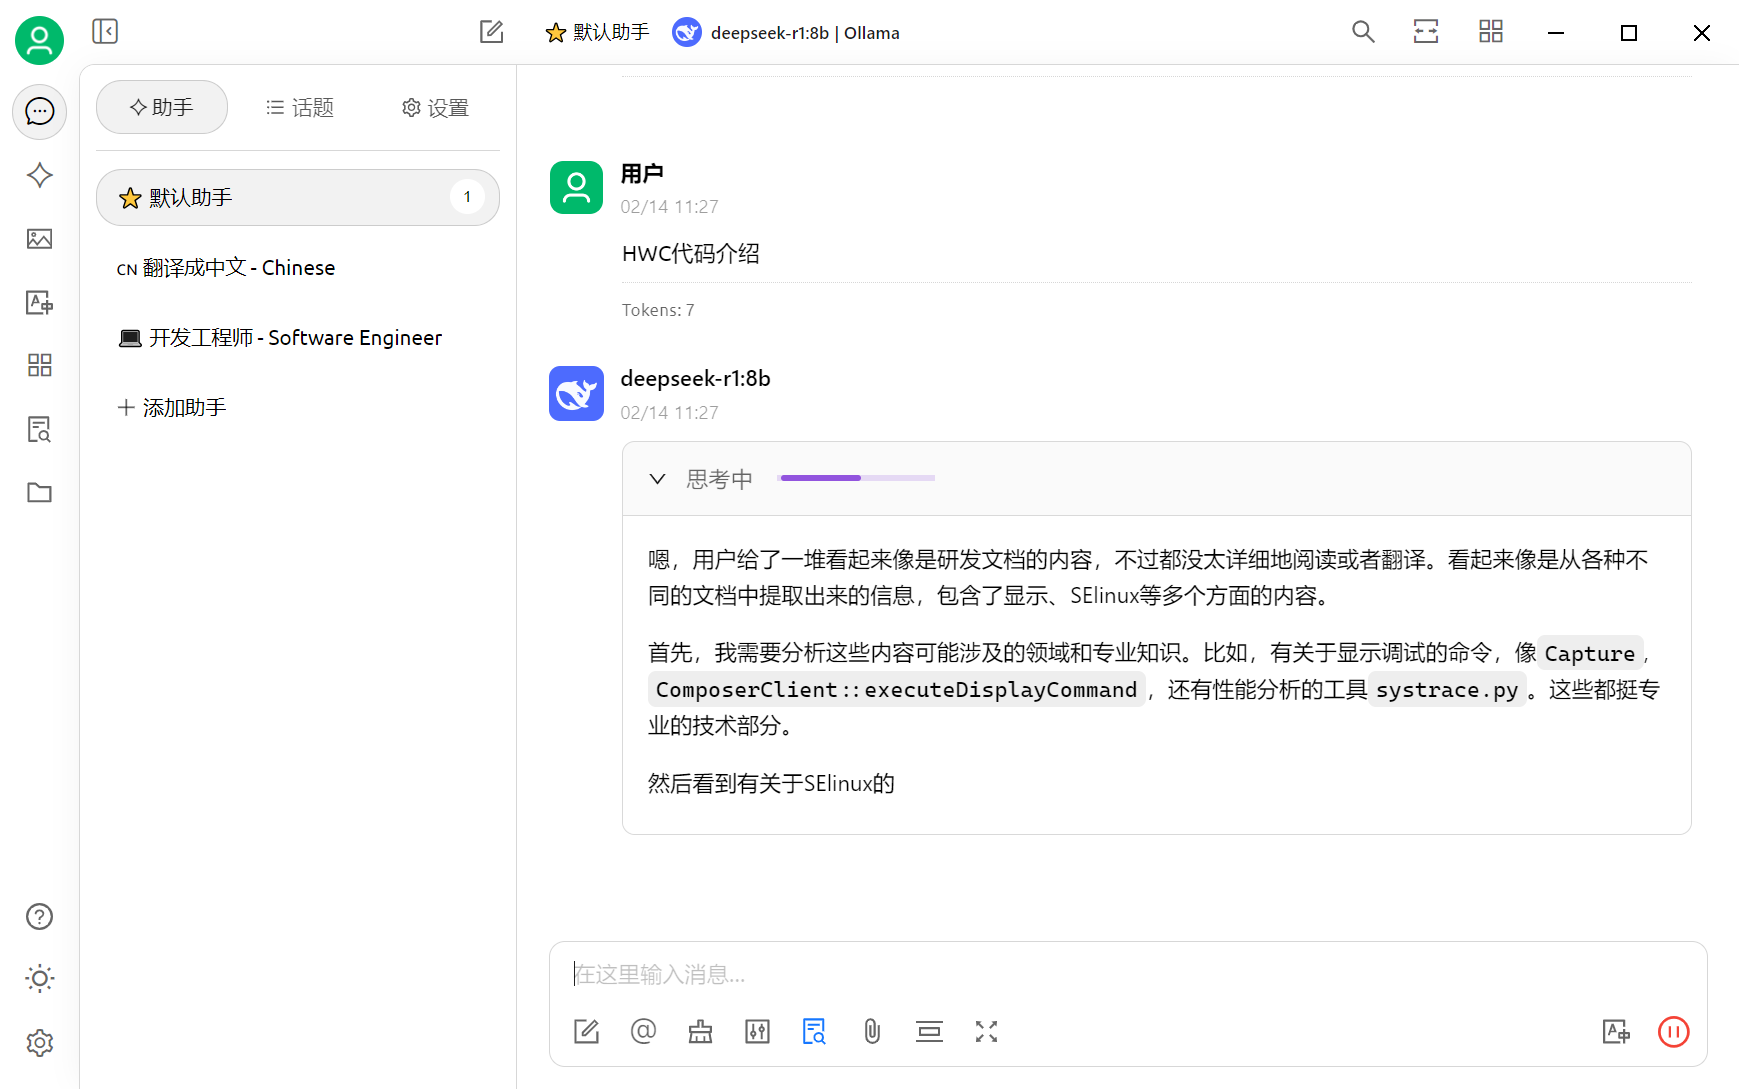 默认助手 deepseek-r1:8b | Ollama
助手 话题 设置
默认助手 1
CN 翻译成中文 - Chinese
开发工程师 - Software Engineer
添加助手
用户
02/14 11:27
HWC代码介绍
Tokens: 7
deepseek-r1:8b
02/14 11:27
思考中
嗯，用户给了一堆看起来像是研发文档的内容，不过都没太详细地阅读或者翻译。看起来像是从各种不
同的文档中提取出来的信息，包含了显示、SElinux等多个方面的内容。
首先，我需要分析这些内容可能涉及的领域和专业知识。比如，有关于显示调试的命令，像 Capture，
ComposerClient::executeDisplayCommand，还有性能分析的工具 systrace.py。这些都挺专
业的技术部分。
然后看到有关于SElinux的
在这里输入消息...